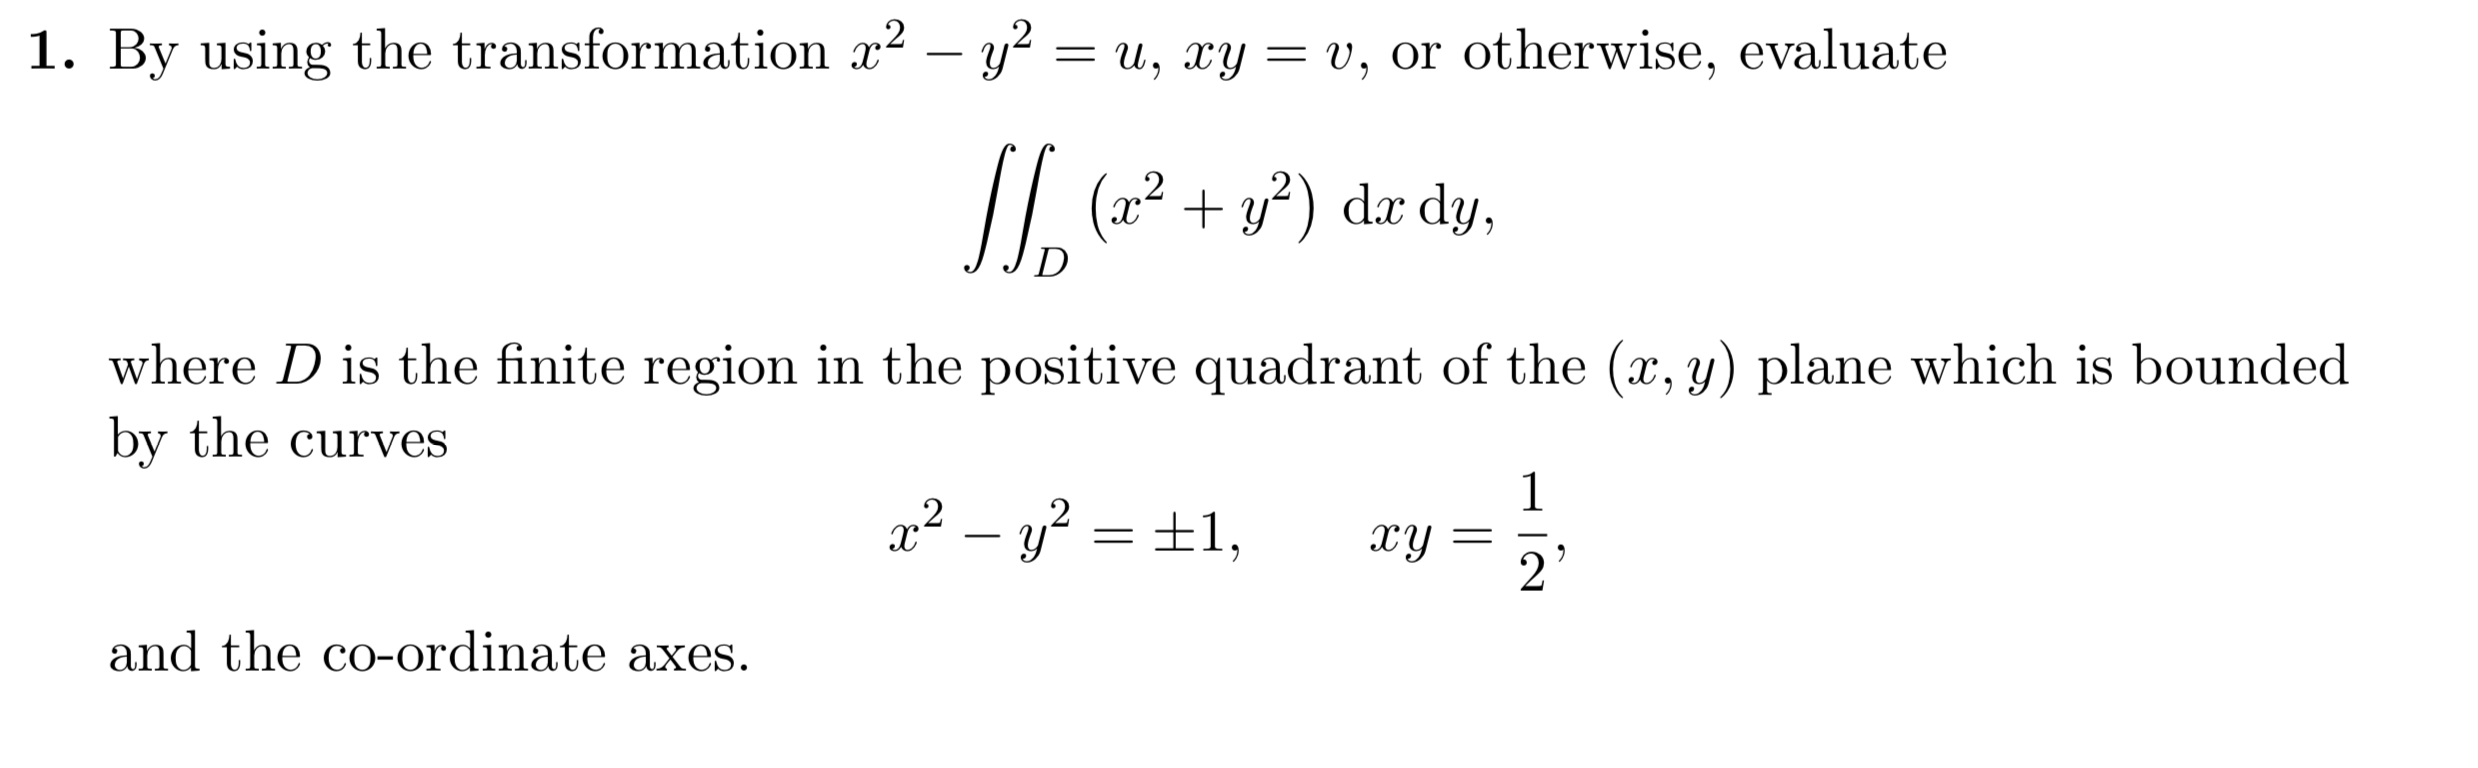 1. By using the transformation x² − y² = u, xy = v, or otherwise, evaluate
∬_D (x² + y²) dx dy,
where D is the finite region in the positive quadrant of the (x, y) plane which is bounded
by the curves
x² − y² = ±1, xy = 1/2,
and the co-ordinate axes.